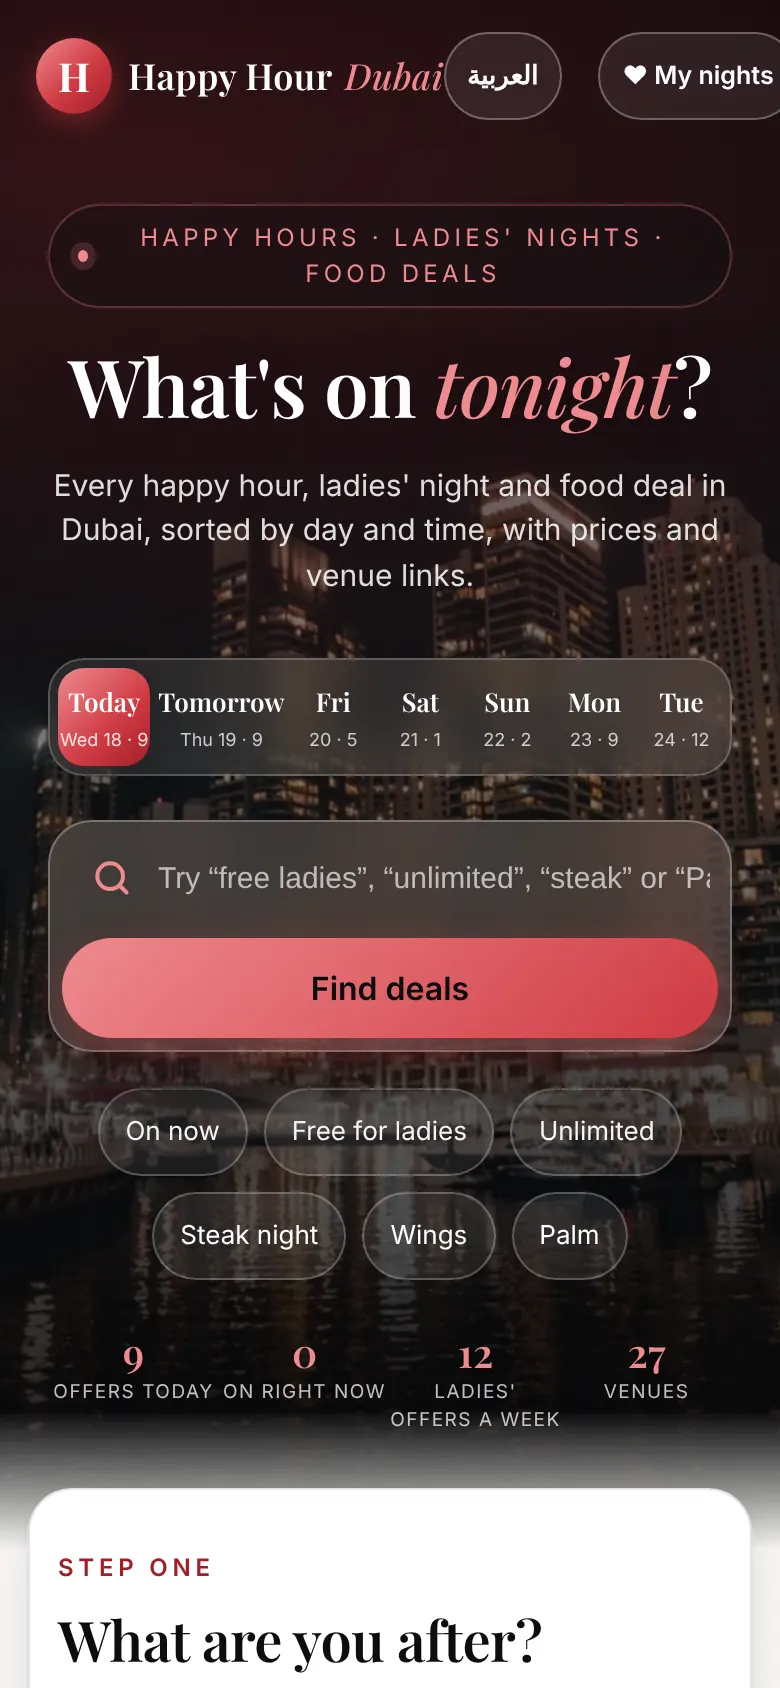 H Happy Hour Dubai العربية ♥ My nights
HAPPY HOURS · LADIES' NIGHTS ·
FOOD DEALS
What's on tonight?
Every happy hour, ladies' night and food deal in
Dubai, sorted by day and time, with prices and
venue links.
Today Tomorrow Fri Sat Sun Mon Tue
Wed 18 · 9 Thu 19 · 9 20 · 5 21 · 1 22 · 2 23 · 9 24 · 12
Try “free ladies”, “unlimited”, “steak” or “Pa
Find deals
On now Free for ladies Unlimited
Steak night Wings Palm
9 0 12 27
OFFERS TODAY ON RIGHT NOW LADIES' VENUES
OFFERS A WEEK
STEP ONE
What are you after?